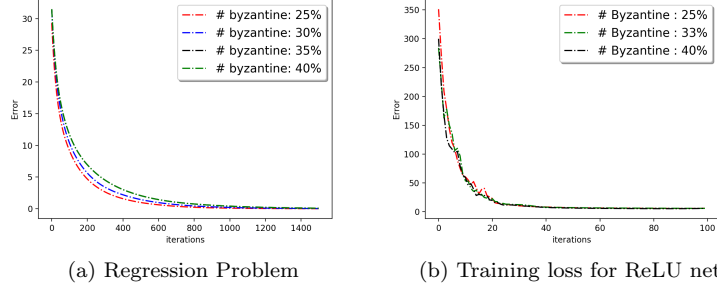 # byzantine: 25%
# byzantine: 30%
# byzantine: 35%
# byzantine: 40%
30
25
20
15
10
5
0
Error
0 200 400 600 800 1000 1200 1400
iterations
(a) Regression Problem
# Byzantine : 25%
# Byzantine : 33%
# Byzantine : 40%
350
300
250
200
150
100
50
0
Error
0 20 40 60 80 100
iterations
(b) Training loss for ReLU net